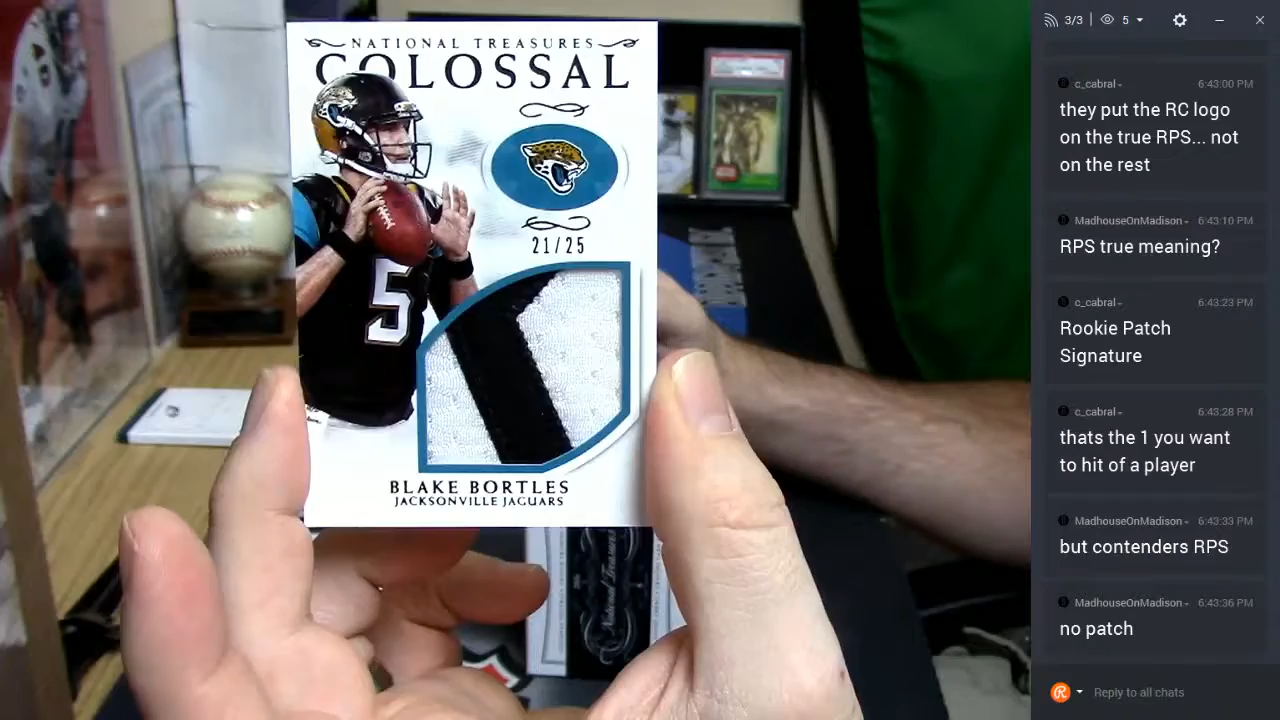 NATIONAL TREASURES
COLOSSAL
21/25
5
BLAKE BORTLES
JACKSONVILLE JAGUARS
National Treasures
3/3
5
c_cabral
6:43:00 PM
they put the RC logo
on the true RPS... not
on the rest
MadhouseOnMadison
6:43:10 PM
RPS true meaning?
c_cabral
6:43:23 PM
Rookie Patch
Signature
c_cabral
6:43:28 PM
thats the 1 you want
to hit of a player
MadhouseOnMadison
6:43:33 PM
but contenders RPS
MadhouseOnMadison
6:43:36 PM
no patch
Reply to all chats